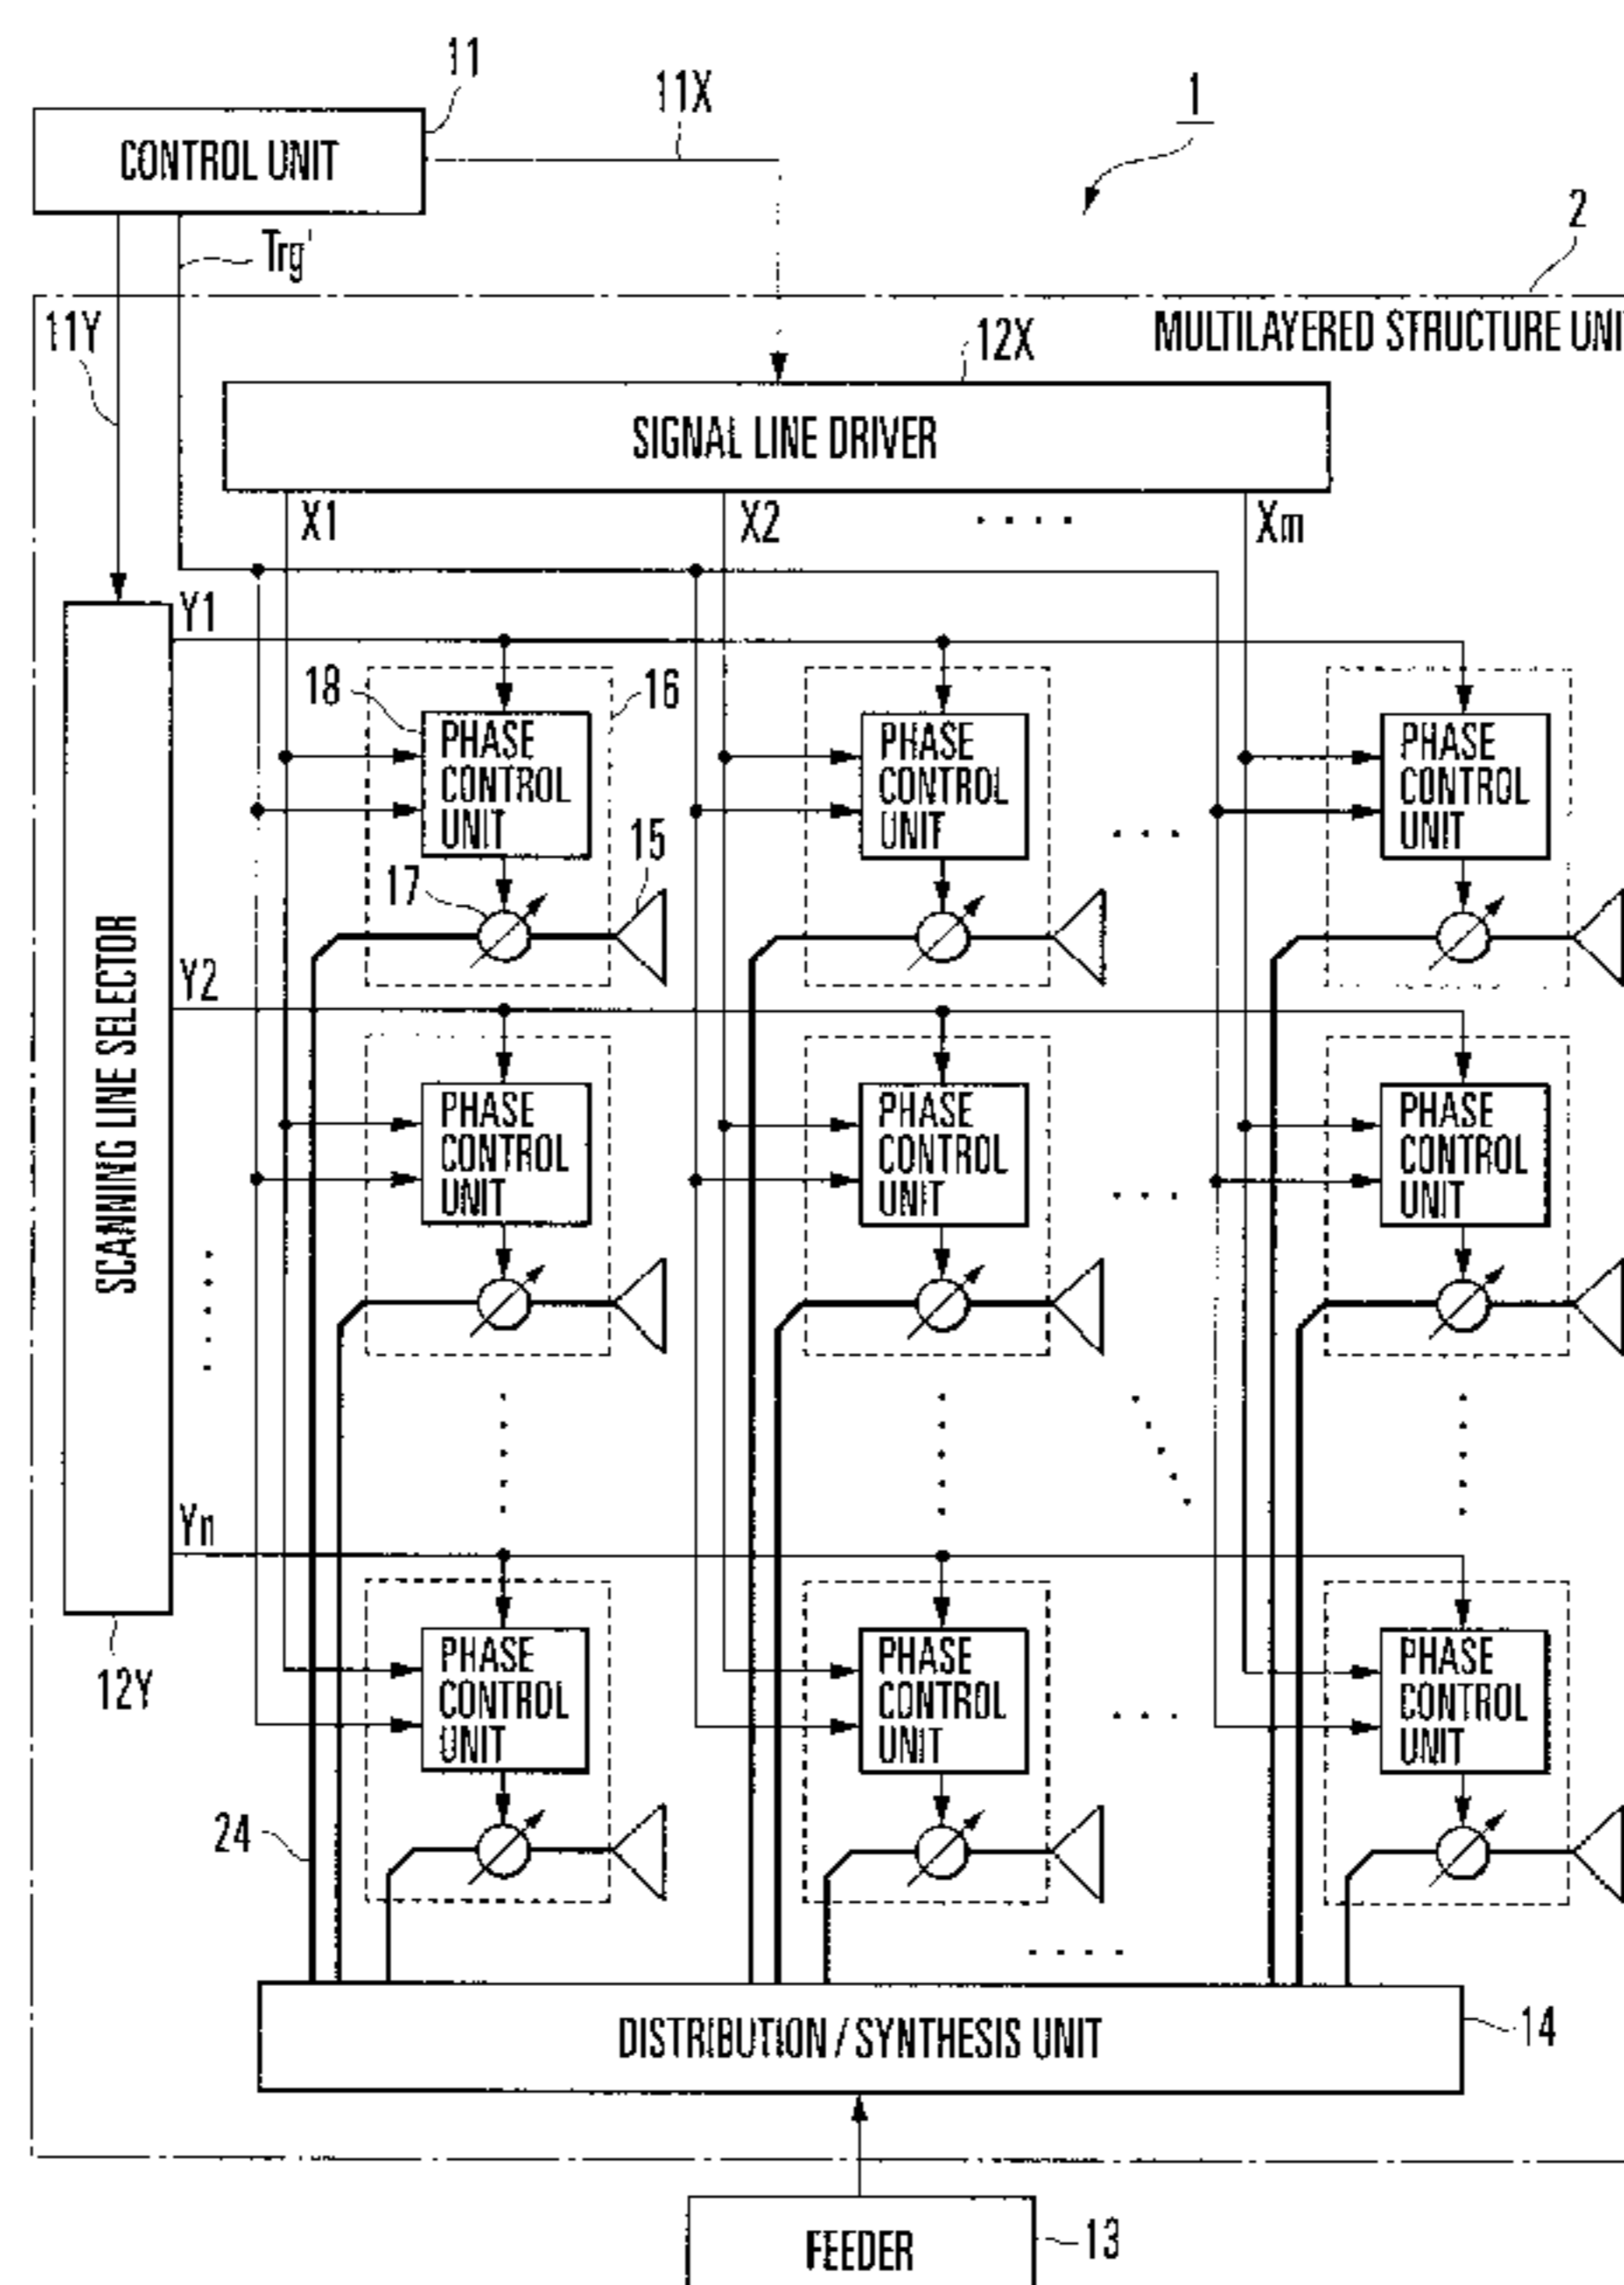 11
11X
1
CONTROL UNIT
2
Trg'
11Y
12X
MULTILAYERED STRUCTURE UNI
SIGNAL LINE DRIVER
X1
X2
Xm
Y1
18
16
PHASE
CONTROL
UNIT
PHASE
CONTROL
UNIT
PHASE
CONTROL
UNIT
15
17
SCANNING LINE SELECTOR
Y2
PHASE
CONTROL
UNIT
PHASE
CONTROL
UNIT
PHASE
CONTROL
UNIT
Yn
12Y
PHASE
CONTROL
UNIT
PHASE
CONTROL
UNIT
PHASE
CONTROL
UNIT
24
DISTRIBUTION / SYNTHESIS UNIT
14
FEEDER
13